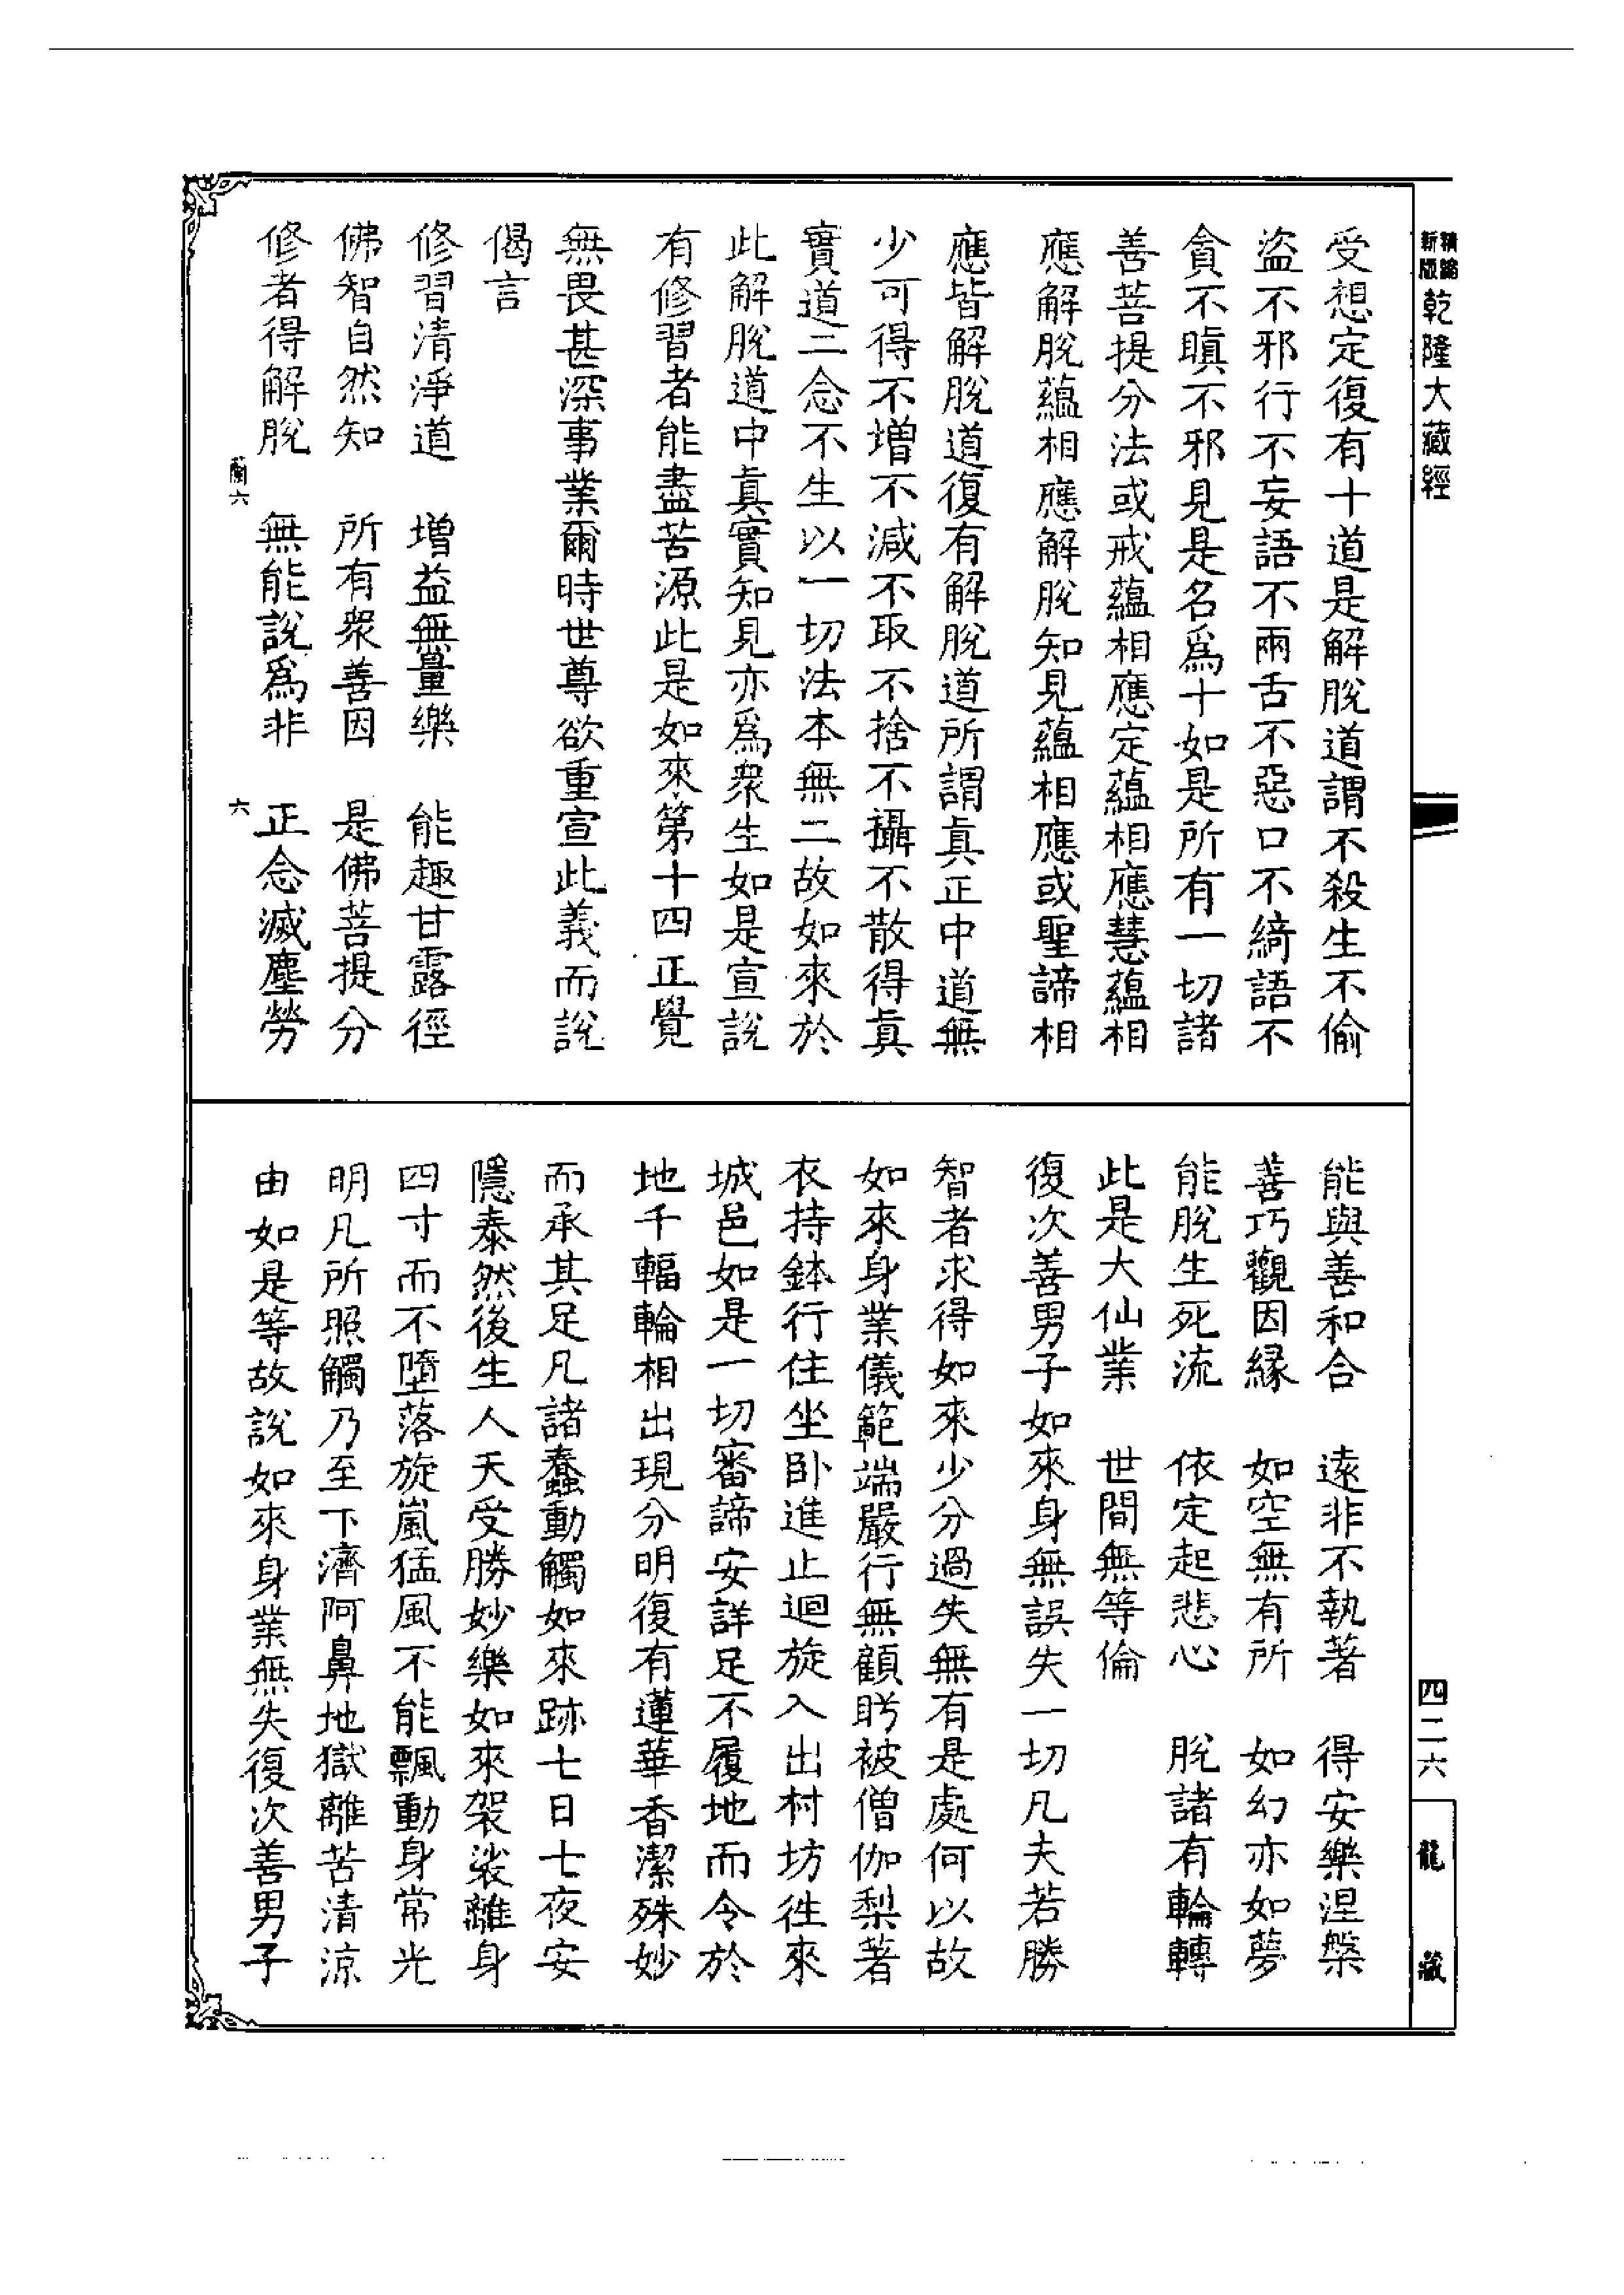 新版精縮乾隆大藏經
受想定復有十道是解脫道謂不殺生不偷
盜不邪行不妄語不兩舌不惡口不綺語不
貪不瞋不邪見是名爲十如是所有一切諸
善菩提分法或戒蘊相應定蘊相應慧蘊相
應解脫蘊相應解脫知見蘊相應或聖諦相
應皆解脫道復有解脫道所謂真正中道無
少可得不增不減不取不捨不攝不散得真
實道二念不生以一切法本無二故如來於
此解脫道中真實知見亦爲衆生如是宣說
有修習者能盡苦源此是如來第十四正覺
無畏甚深事業爾時世尊欲重宣此義而說
偈言
修習清淨道　增益無量樂　能趣甘露徑
佛智自然知　所有衆善因　是佛菩提分
修者得解脫　無能說爲非　正念滅塵勞
蘭六　六
能與善和合　遠非不執著　得安樂涅槃
善巧觀因緣　如空無有所　如幻亦如夢
能脫生死流　依定起悲心　脫諸有輪轉
此是大仙業　世間無等倫
復次善男子如來身無誤失一切凡夫若勝
智者求得如來少分過失無有是處何以故
如來身業儀範端嚴行無顧眄被僧伽梨著
衣持鉢行住坐卧進止迴旋入出村坊往來
城邑如是一切審諦安詳足不履地而令於
地千輻輪相出現分明復有蓮華香潔殊妙
而承其足凡諸蠢動觸如來跡七日七夜安
隱泰然後生人天受勝妙樂如來袈裟離身
四寸而不墮落旋嵐猛風不能飄動身常光
明凡所照觸乃至下濟阿鼻地獄離苦清涼
由如是等故說如來身業無失復次善男子
四二六
龍藏